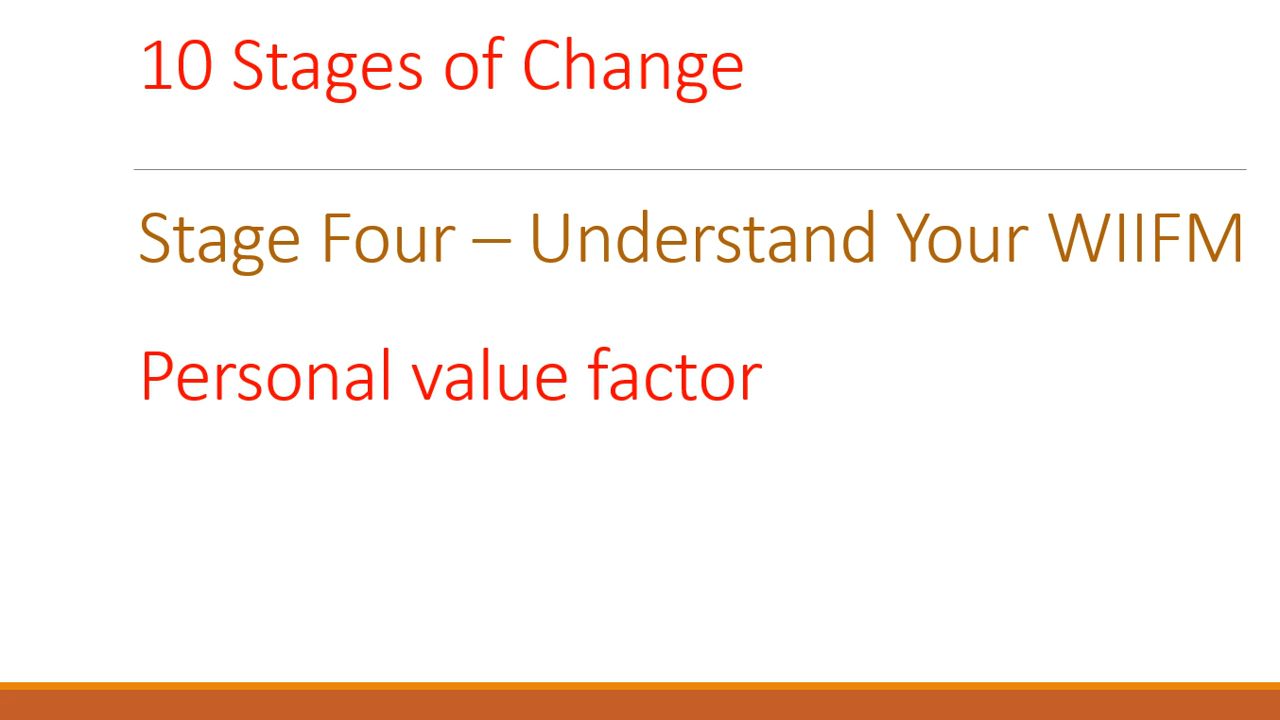 10 Stages of Change
Stage Four – Understand Your WIIFM
Personal value factor